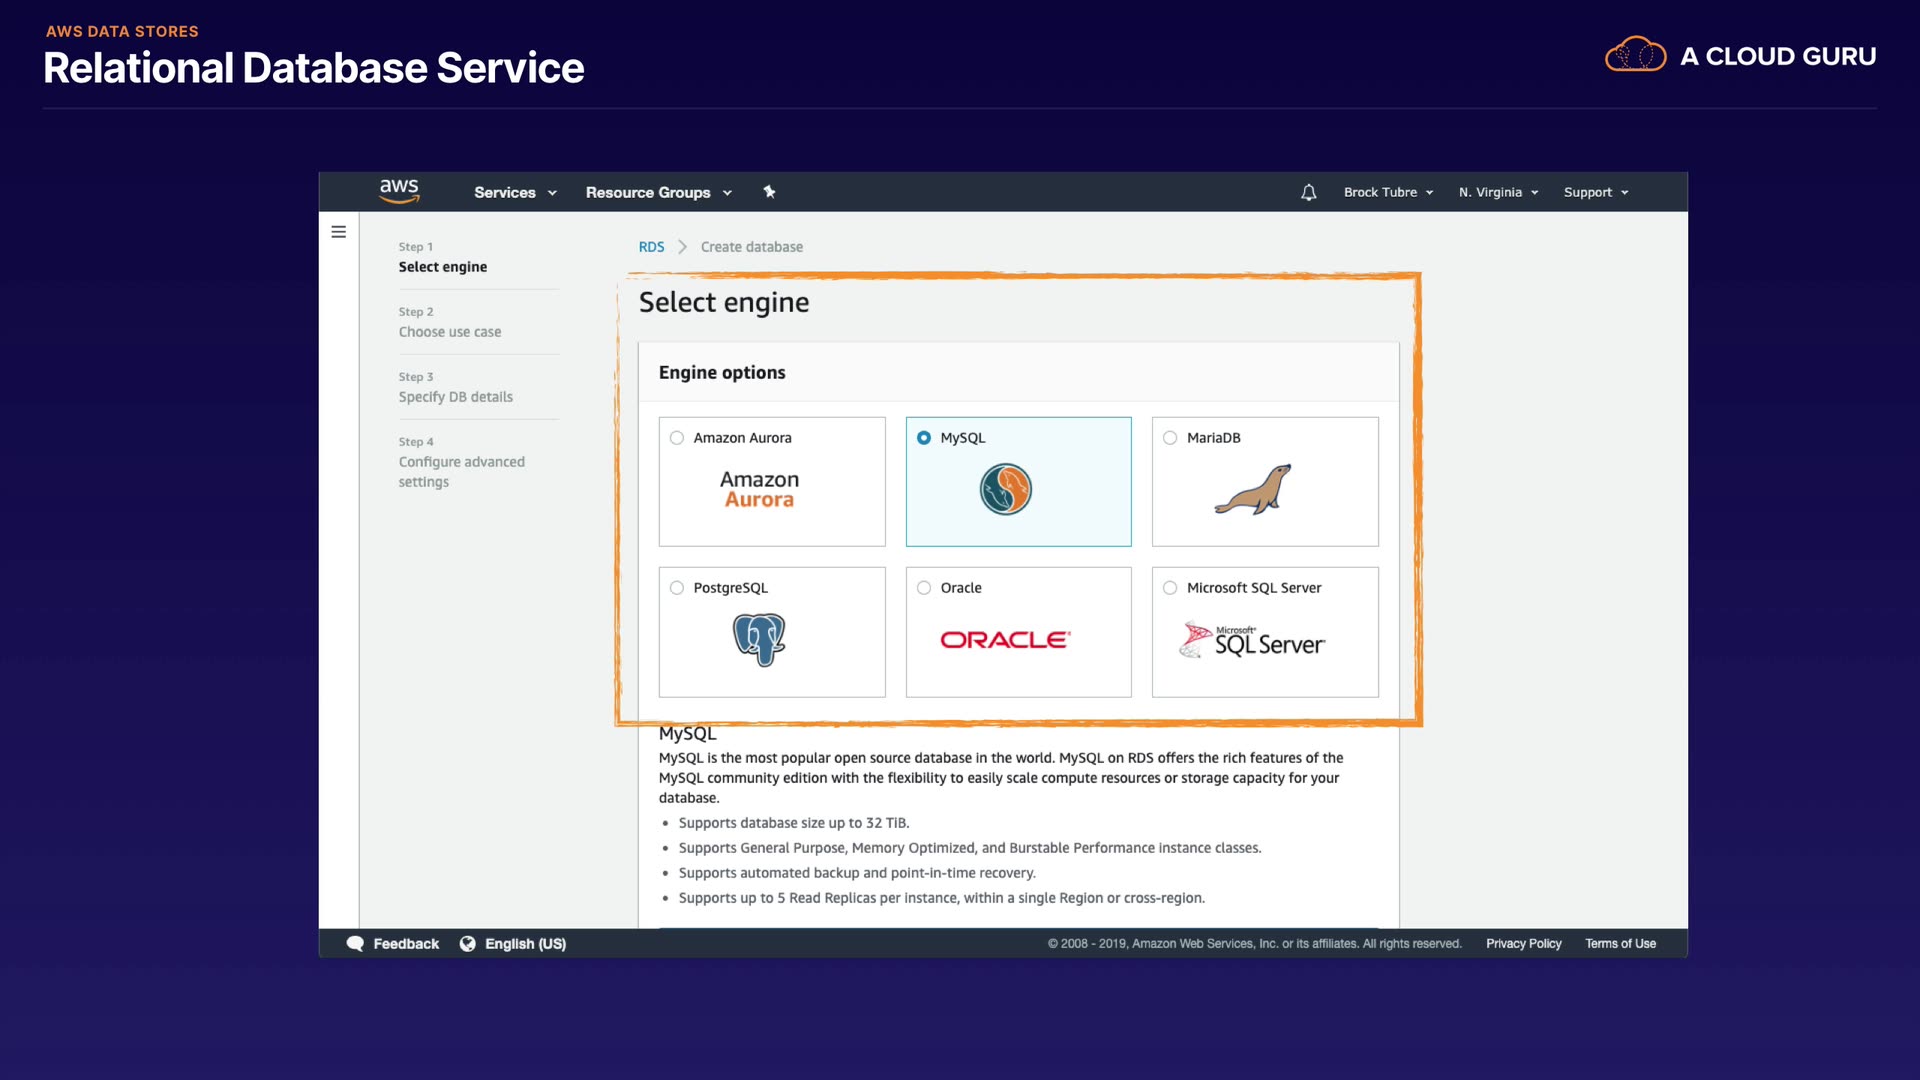 AWS DATA STORES
Relational Database Service
A CLOUD GURU
aws
Services
Resource Groups
Brock Tubre
N. Virginia
Support
Step 1
Select engine
Step 2
Choose use case
Step 3
Specify DB details
Step 4
Configure advanced
settings
RDS
Create database
Select engine
Engine options
Amazon Aurora
Amazon
Aurora
MySQL
MariaDB
PostgreSQL
Oracle
ORACLE®
Microsoft SQL Server
Microsoft®
SQL Server®
MySQL
MySQL is the most popular open source database in the world. MySQL on RDS offers the rich features of the
MySQL community edition with the flexibility to easily scale compute resources or storage capacity for your
database.
• Supports database size up to 32 TiB.
• Supports General Purpose, Memory Optimized, and Burstable Performance instance classes.
• Supports automated backup and point-in-time recovery.
• Supports up to 5 Read Replicas per instance, within a single Region or cross-region.
Feedback
English (US)
© 2008 - 2019, Amazon Web Services, Inc. or its affiliates. All rights reserved.
Privacy Policy
Terms of Use